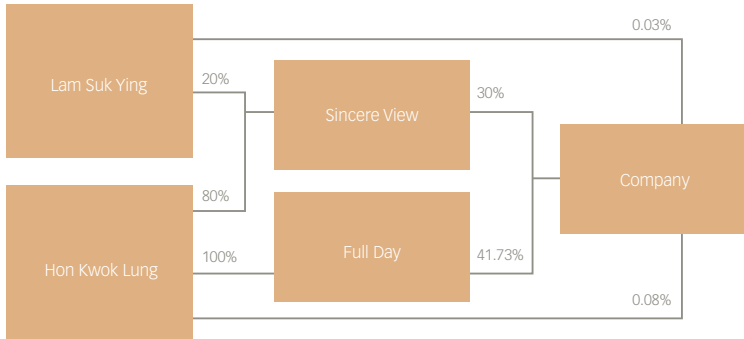 0.03%
Lam Suk Ying
20%
Sincere View
30%
Company
80%
Hon Kwok Lung
100%
Full Day
41.73%
0.08%